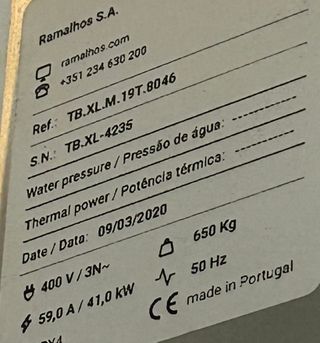 Ramalhos S.A.
ramalhos.com
+351 234 630 200
Ref.: TB.XL.M.19T.8046
S.N.: TB.XL-4235
Water pressure / Pressão de água: ----------
Thermal power / Potência térmica: ----------
Date / Data: 09/03/2020
400 V / 3N~ 650 Kg
59,0 A / 41,0 kW 50 Hz
CE made in Portugal